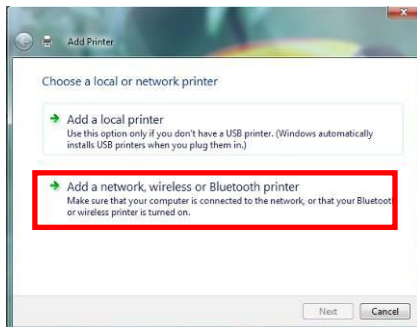 Add Printer
Choose a local or network printer
Add a local printer
Use this option only if you don't have a USB printer. (Windows automatically
installs USB printers when you plug them in.)
Add a network, wireless or Bluetooth printer
Make sure that your computer is connected to the network, or that your Bluetooth
or wireless printer is turned on.
Next
Cancel